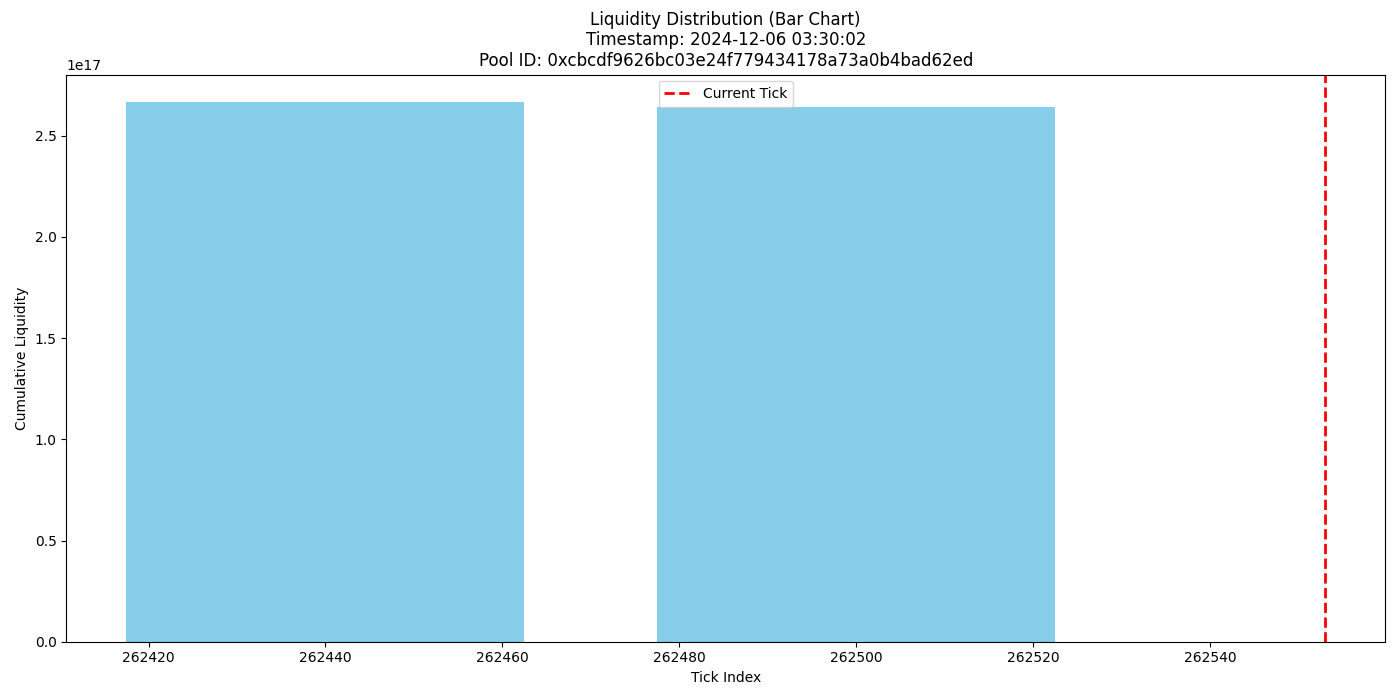 Liquidity Distribution (Bar Chart)
Timestamp: 2024-12-06 03:30:02
Pool ID: 0xcbcdf9626bc03e24f779434178a73a0b4bad62ed
1e17
Current Tick
2.5
2.0
1.5
1.0
0.5
0.0
Cumulative Liquidity
262420 262440 262460 262480 262500 262520 262540
Tick Index